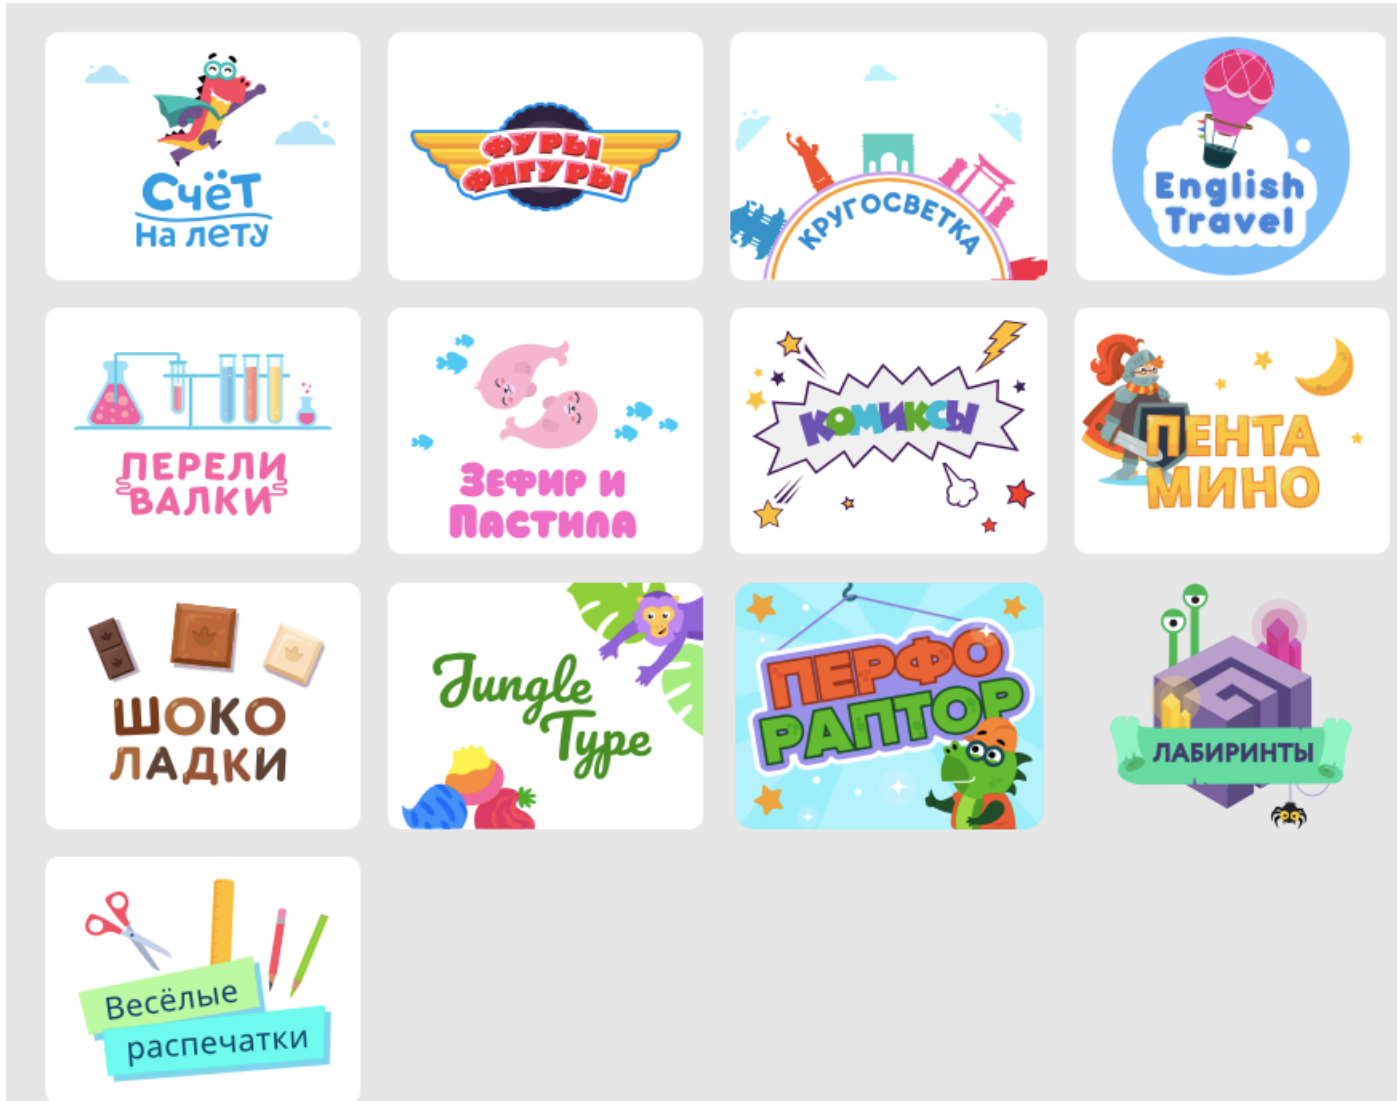 Счёт
на лету
ФУРЫ
ФИГУРЫ
КРУГОСВЕТКА
English
Travel
ПЕРЕЛИ
ВАЛКИ
Зефир и
Пастила
КОМИКСЫ
ПЕНТА
МИНО
ШОКО
ЛАДКИ
Jungle
Type
ПЕРФО
РАПТОР
ЛАБИРИНТЫ
Весёлые
распечатки